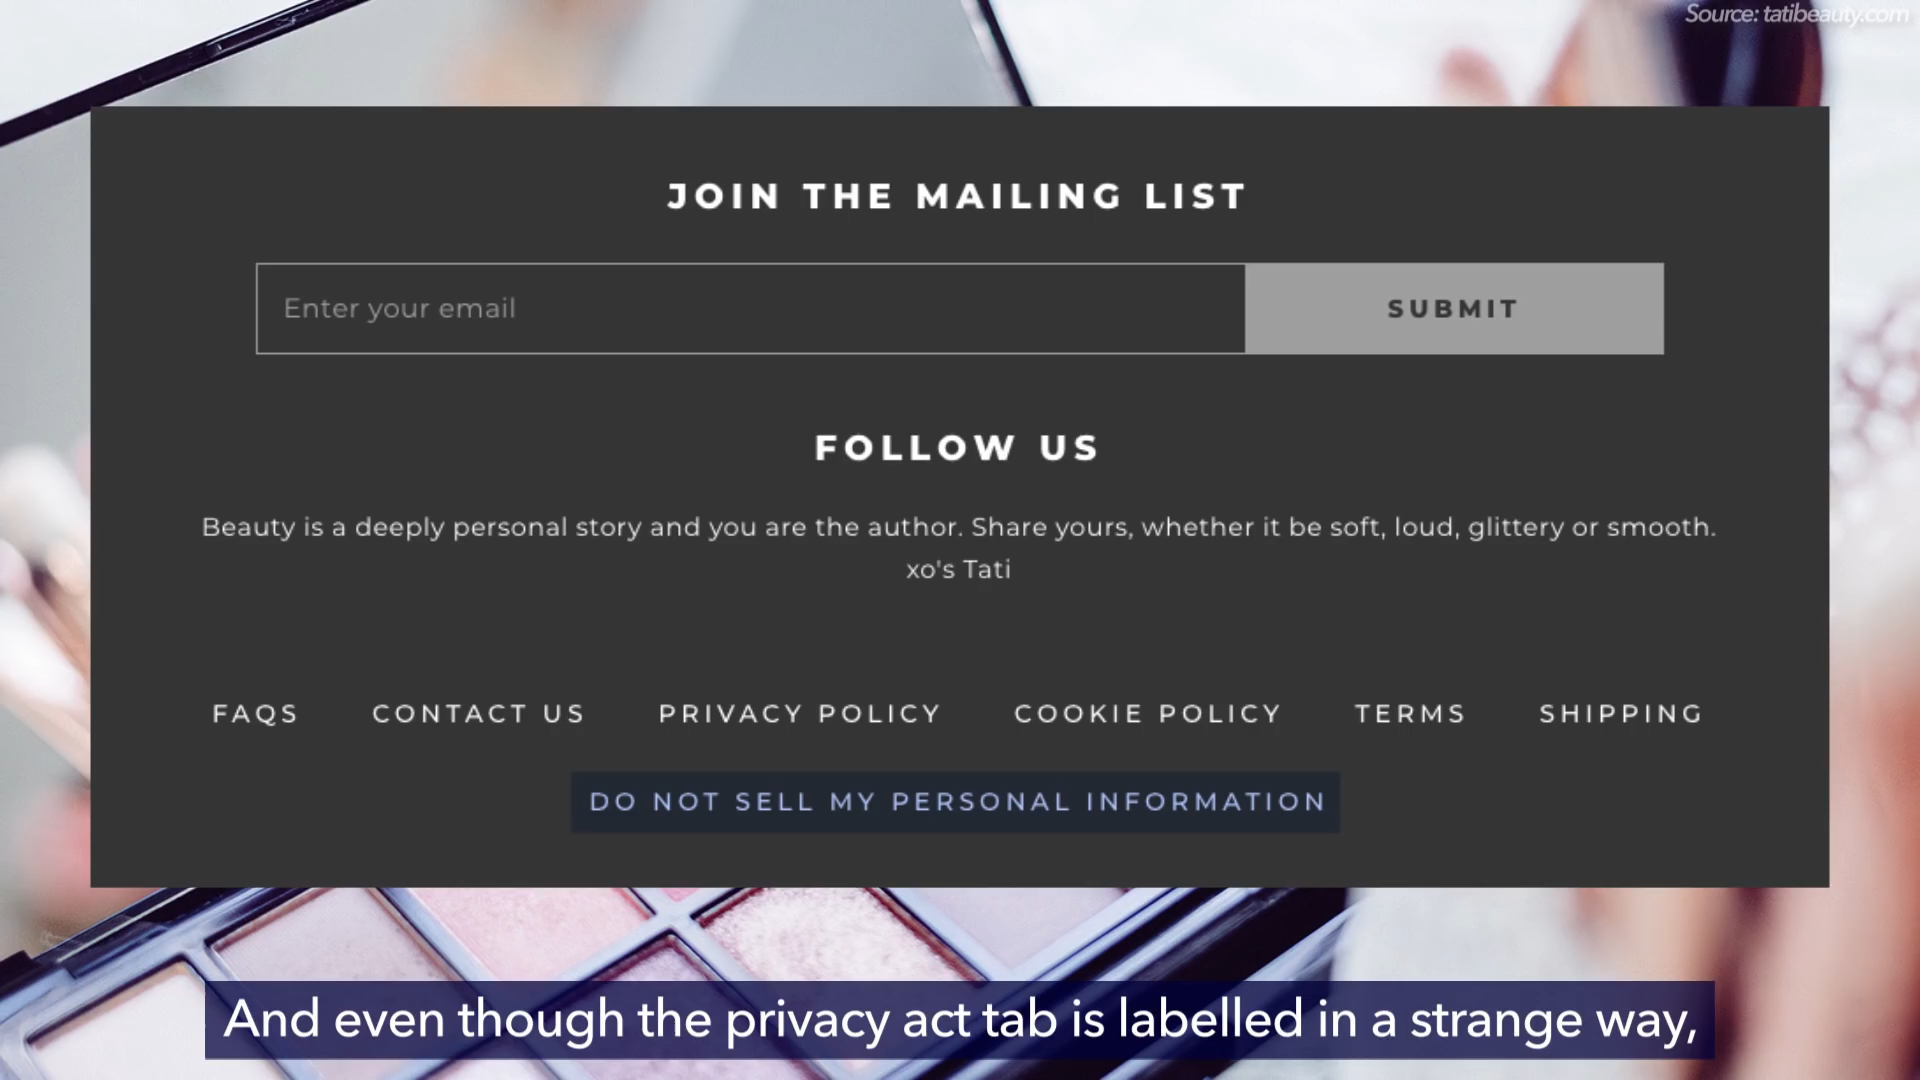 Source: tatibeauty.com
JOIN THE MAILING LIST
Enter your email
SUBMIT
FOLLOW US
Beauty is a deeply personal story and you are the author. Share yours, whether it be soft, loud, glittery or smooth.
xo's Tati
FAQS CONTACT US PRIVACY POLICY COOKIE POLICY TERMS SHIPPING
DO NOT SELL MY PERSONAL INFORMATION
And even though the privacy act tab is labelled in a strange way,